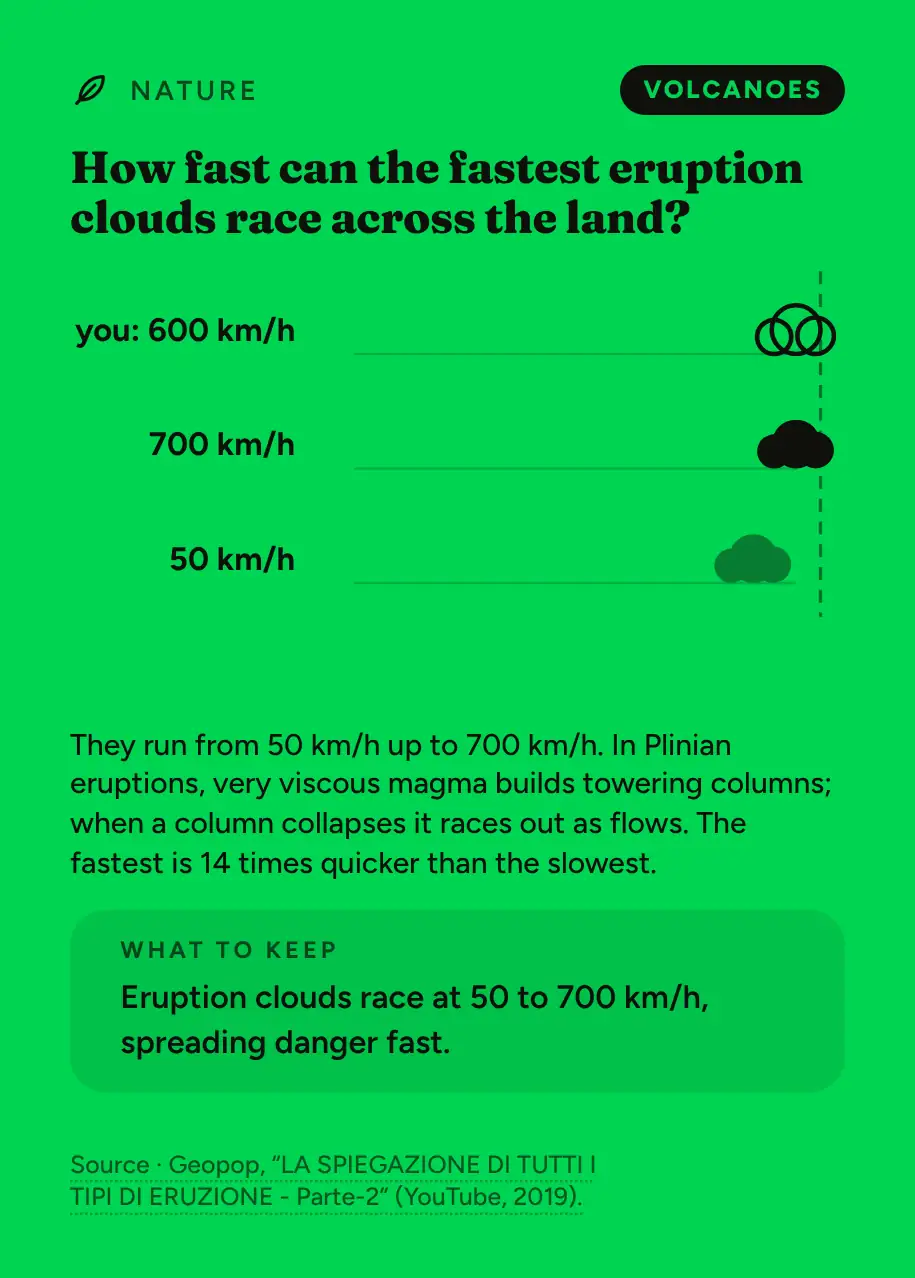 NATURE
VOLCANOES
How fast can the fastest eruption
clouds race across the land?
you: 600 km/h
700 km/h
50 km/h
They run from 50 km/h up to 700 km/h. In Plinian
eruptions, very viscous magma builds towering columns;
when a column collapses it races out as flows. The
fastest is 14 times quicker than the slowest.
WHAT TO KEEP
Eruption clouds race at 50 to 700 km/h,
spreading danger fast.
Source · Geopop, “LA SPIEGAZIONE DI TUTTI I
TIPI DI ERUZIONE - Parte-2” (YouTube, 2019).